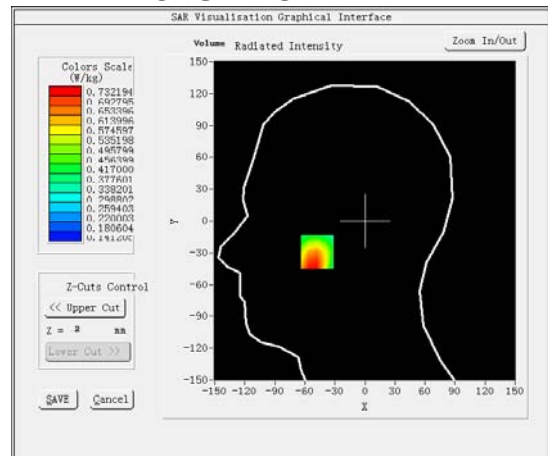 SAR Visualisation Graphical Interface
Volume Radiated Intensity
Zoom In/Out
Colors Scale
(W/kg)
0.732194
0.692795
0.653396
0.613996
0.574597
0.535198
0.495799
0.456399
0.417000
0.377601
0.338201
0.298802
0.259403
0.220003
0.180604
0.141205
150-
120-
90-
60-
30-
0-
-30-
-60-
-90-
-120-
-150-
Y
-150 -120 -90 -60 -30 0 30 60 90 120 150
X
Z-Cuts Control
<< Upper Cut
Z = 2 mm
Lower Cut >>
SAVE Cancel